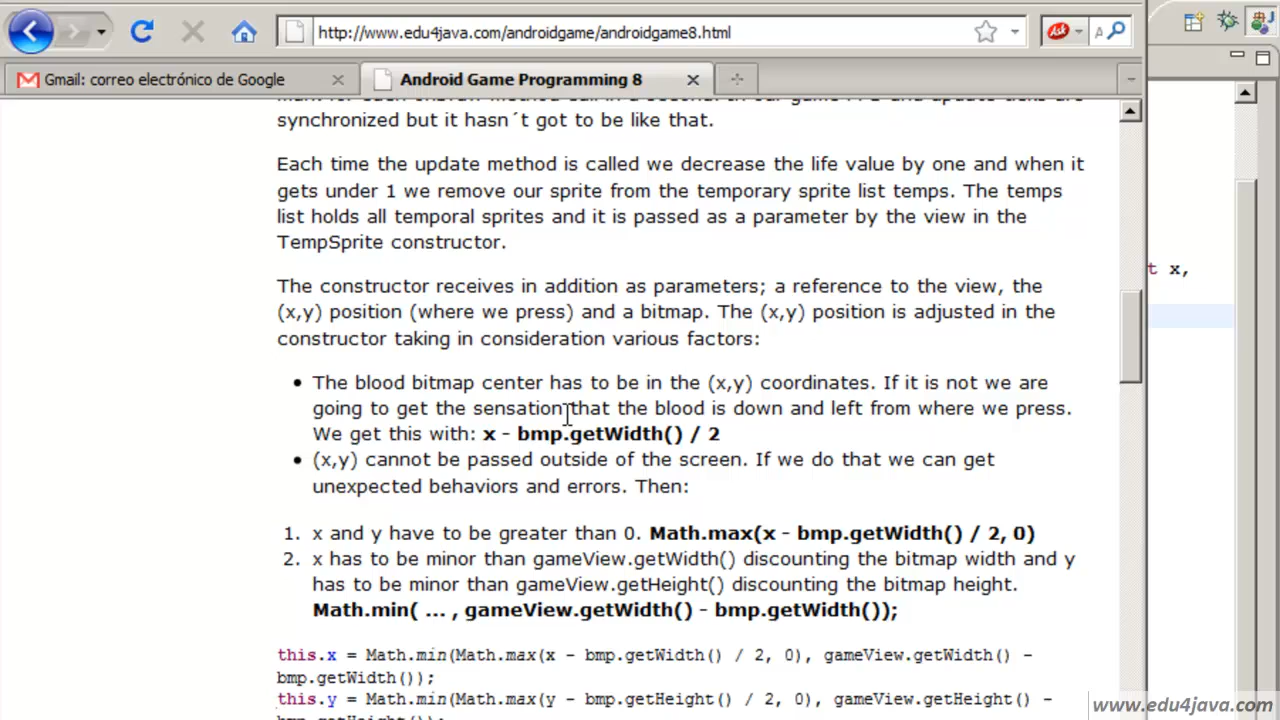 http://www.edu4java.com/androidgame/androidgame8.html
Ask
A
J
Gmail: correo electrónico de Google
Android Game Programming 8
synchronized but it hasn´t got to be like that.
Each time the update method is called we decrease the life value by one and when it
gets under 1 we remove our sprite from the temporary sprite list temps. The temps
list holds all temporal sprites and it is passed as a parameter by the view in the
TempSprite constructor.
The constructor receives in addition as parameters; a reference to the view, the
(x,y) position (where we press) and a bitmap. The (x,y) position is adjusted in the
constructor taking in consideration various factors:
t x,
• The blood bitmap center has to be in the (x,y) coordinates. If it is not we are
going to get the sensation that the blood is down and left from where we press.
We get this with: x - bmp.getWidth() / 2
• (x,y) cannot be passed outside of the screen. If we do that we can get
unexpected behaviors and errors. Then:
1. x and y have to be greater than 0. Math.max(x - bmp.getWidth() / 2, 0)
2. x has to be minor than gameView.getWidth() discounting the bitmap width and y
has to be minor than gameView.getHeight() discounting the bitmap height.
Math.min( ... , gameView.getWidth() - bmp.getWidth());
this.x = Math.min(Math.max(x - bmp.getWidth() / 2, 0), gameView.getWidth() -
bmp.getWidth());
this.y = Math.min(Math.max(y - bmp.getHeight() / 2, 0), gameView.getHeight() -
bmp.getHeight());
www.edu4java.com